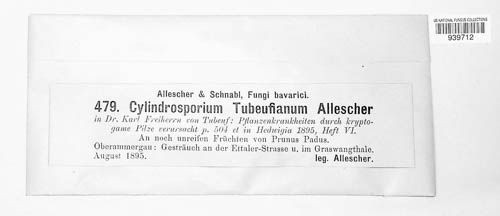 US NATIONAL FUNGUS COLLECTIONS
939712
Allescher & Schnabl, Fungi bavarici.
479. Cylindrosporium Tubeufianum Allescher
in Dr. Karl Freiherrn von Tubeuf: Pflanzenkrankheiten durch krypto-
game Pilze verursacht p. 504 et in Hedwigia 1895, Heft VI.
An noch unreifen Früchten von Prunus Padus.
Oberammergau: Gesträuch an der Ettaler-Strasse u. im Graswangthale.
August 1895. leg. Allescher.